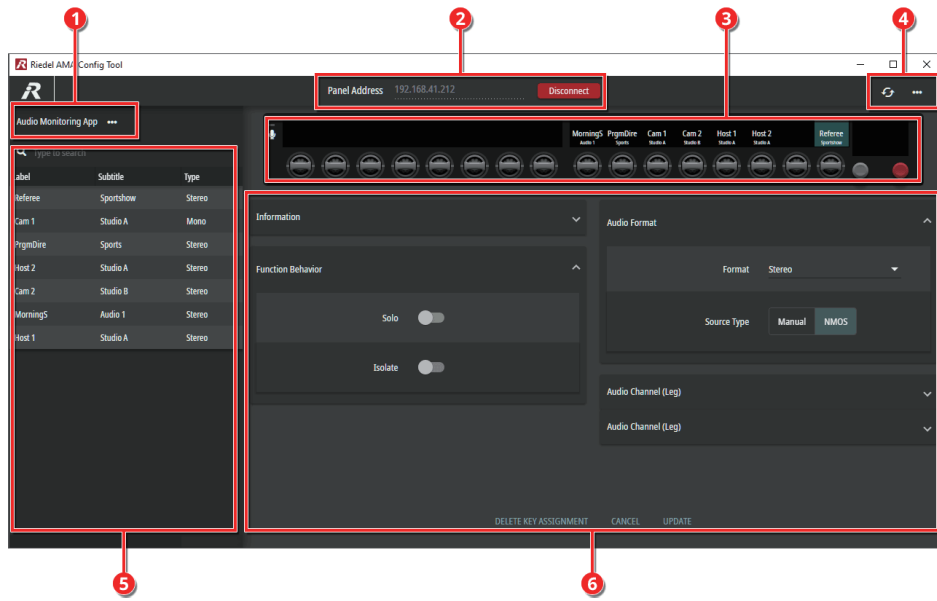 1
2
3
4
Riedel AMA Config Tool
Panel Address 192.168.41.212 Disconnect
Audio Monitoring App
MorningS PrgmDire Cam 1 Cam 2 Host 1 Host 2 Referee
Audio 1 Sports Studio A Studio B Studio A Studio A Sportshow
Type to search
Label Subtitle Type
Referee Sportshow Stereo
Cam 1 Studio A Mono
PrgmDire Sports Stereo
Host 2 Studio A Stereo
Cam 2 Studio B Stereo
MorningS Audio 1 Stereo
Host 1 Studio A Stereo
Information
Function Behavior
Solo
Isolate
Audio Format
Format Stereo
Source Type Manual NMOS
Audio Channel (Leg)
Audio Channel (Leg)
DELETE KEY ASSIGNMENT CANCEL UPDATE
5
6